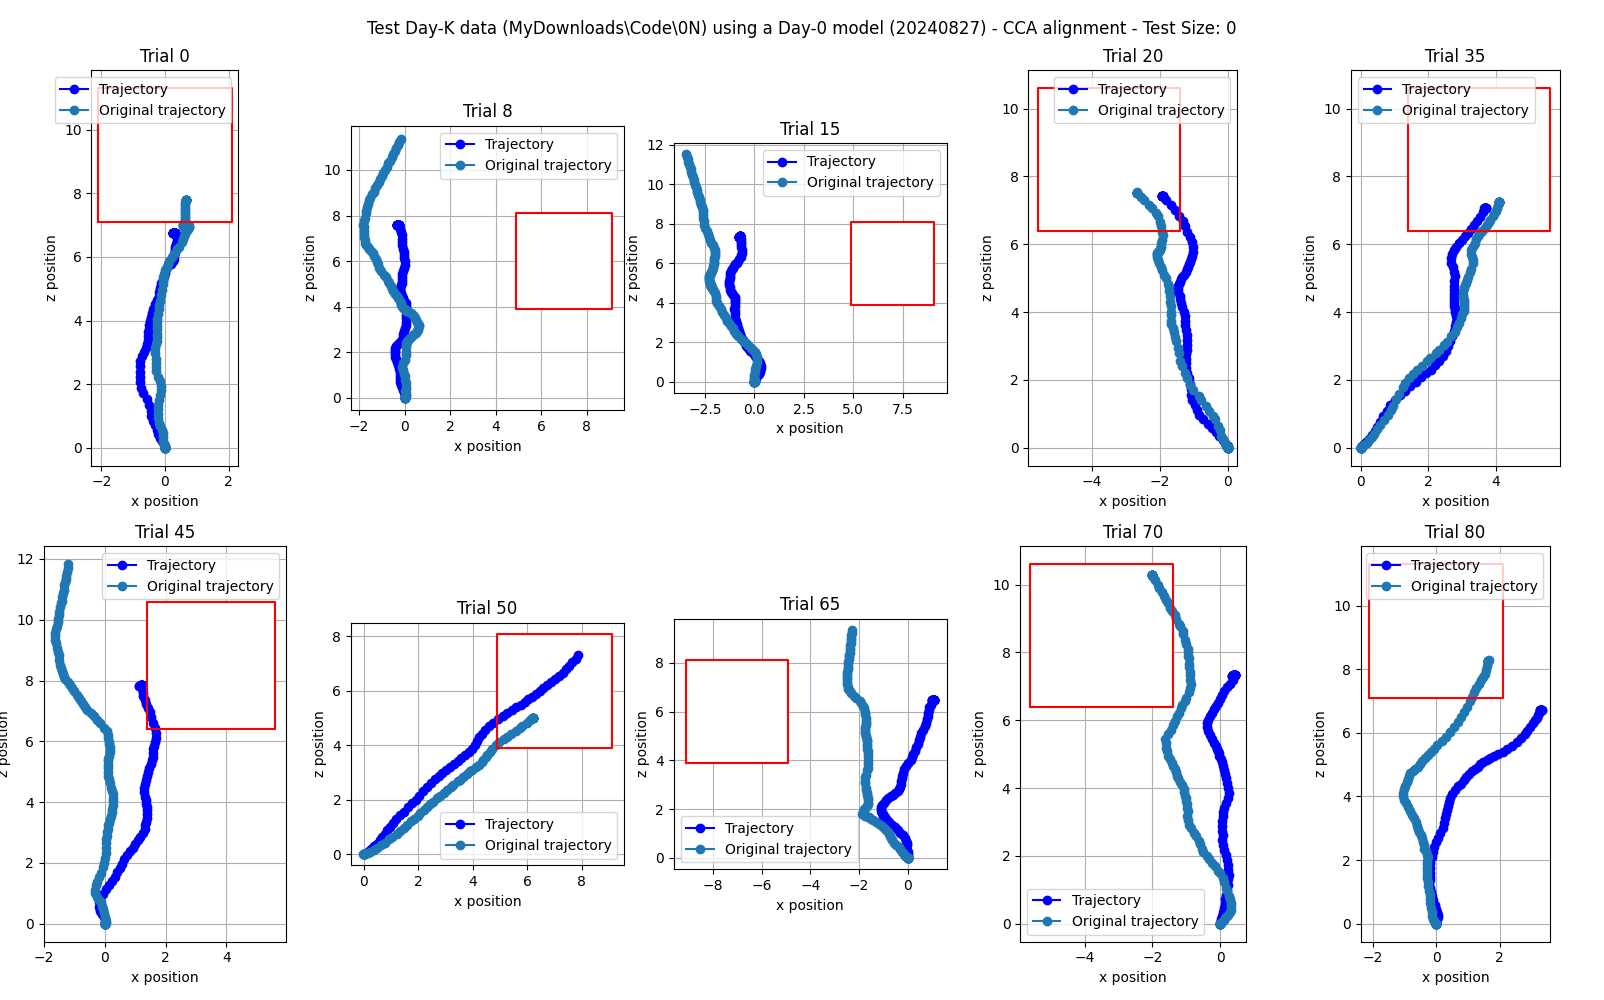 Test Day-K data (MyDownloads\Code\0N) using a Day-0 model (20240827) - CCA alignment - Test Size: 0
Trial 0
Trajectory
Original trajectory
z position
10
8
6
4
2
0
−2 0 2
x position
Trial 8
Trajectory
Original trajectory
z position
10
8
6
4
2
0
−2 0 2 4 6 8
x position
Trial 15
Trajectory
Original trajectory
z position
12
10
8
6
4
2
0
−2.5 0.0 2.5 5.0 7.5
x position
Trial 20
Trajectory
Original trajectory
z position
10
8
6
4
2
0
−4 −2 0
x position
Trial 35
Trajectory
Original trajectory
z position
10
8
6
4
2
0
0 2 4
x position
Trial 45
Trajectory
Original trajectory
z position
12
10
8
6
4
2
0
−2 0 2 4
x position
Trial 50
Trajectory
Original trajectory
z position
8
6
4
2
0
0 2 4 6 8
x position
Trial 65
Trajectory
Original trajectory
z position
8
6
4
2
0
−8 −6 −4 −2 0
x position
Trial 70
Trajectory
Original trajectory
z position
10
8
6
4
2
0
−4 −2 0
x position
Trial 80
Trajectory
Original trajectory
z position
10
8
6
4
2
0
−2 0 2
x position